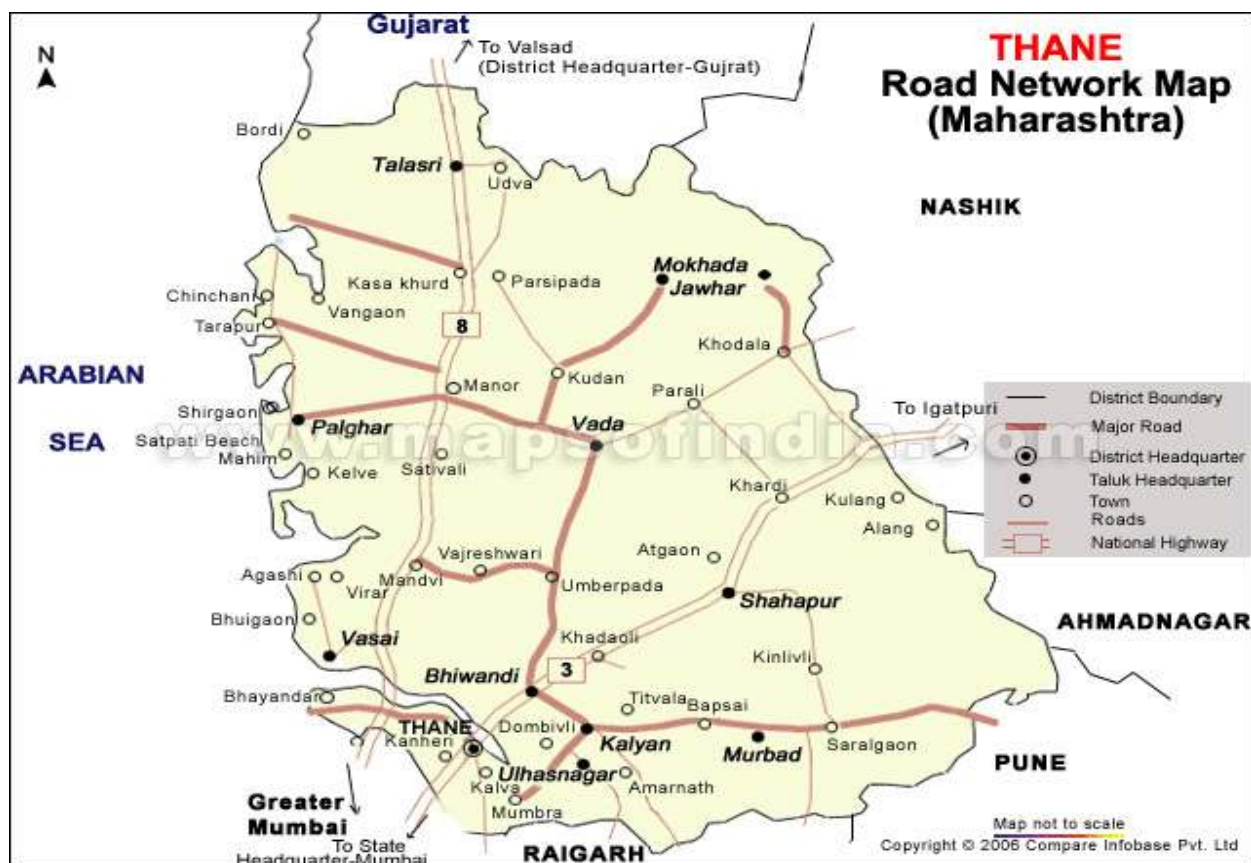 Gujarat
To Valsad
(District Headquarter-Gujrat)
THANE
Road Network Map
(Maharashtra)
N
Bordi
Talasri
Udva
NASHIK
Kasa khurd
Parsipada
Mokhada
Jawhar
Chinchani
Vangaon
Tarapur
8
Khodala
ARABIAN
SEA
Manor
Kudan
Parali
Shirgaon
Palghar
Vada
To Igatpuri
Satpati Beach
Mahim
Kelve
Sativali
www.mapsofindia.com
Khardi
Kulang
Alang
District Boundary
Major Road
District Headquarter
Taluk Headquarter
Town
Roads
National Highway
Agashi
Virar
Mandvi
Vajreshwari
Umberpada
Atgaon
Shahapur
Bhuigaon
Vasai
Khadaoli
3
Kinlivli
AHMADNAGAR
Bhiwandi
Bhayandar
THANE
Titvala
Bapsai
Dombivli
Kanheri
Kalyan
Murbad
Saralgaon
PUNE
Ulhasnagar
Kalva
Amarnath
Mumbra
Greater
Mumbai
To State
Headquarter-Mumbai
RAIGARH
Map not to scale
Copyright © 2006 Compare Infobase Pvt. Ltd